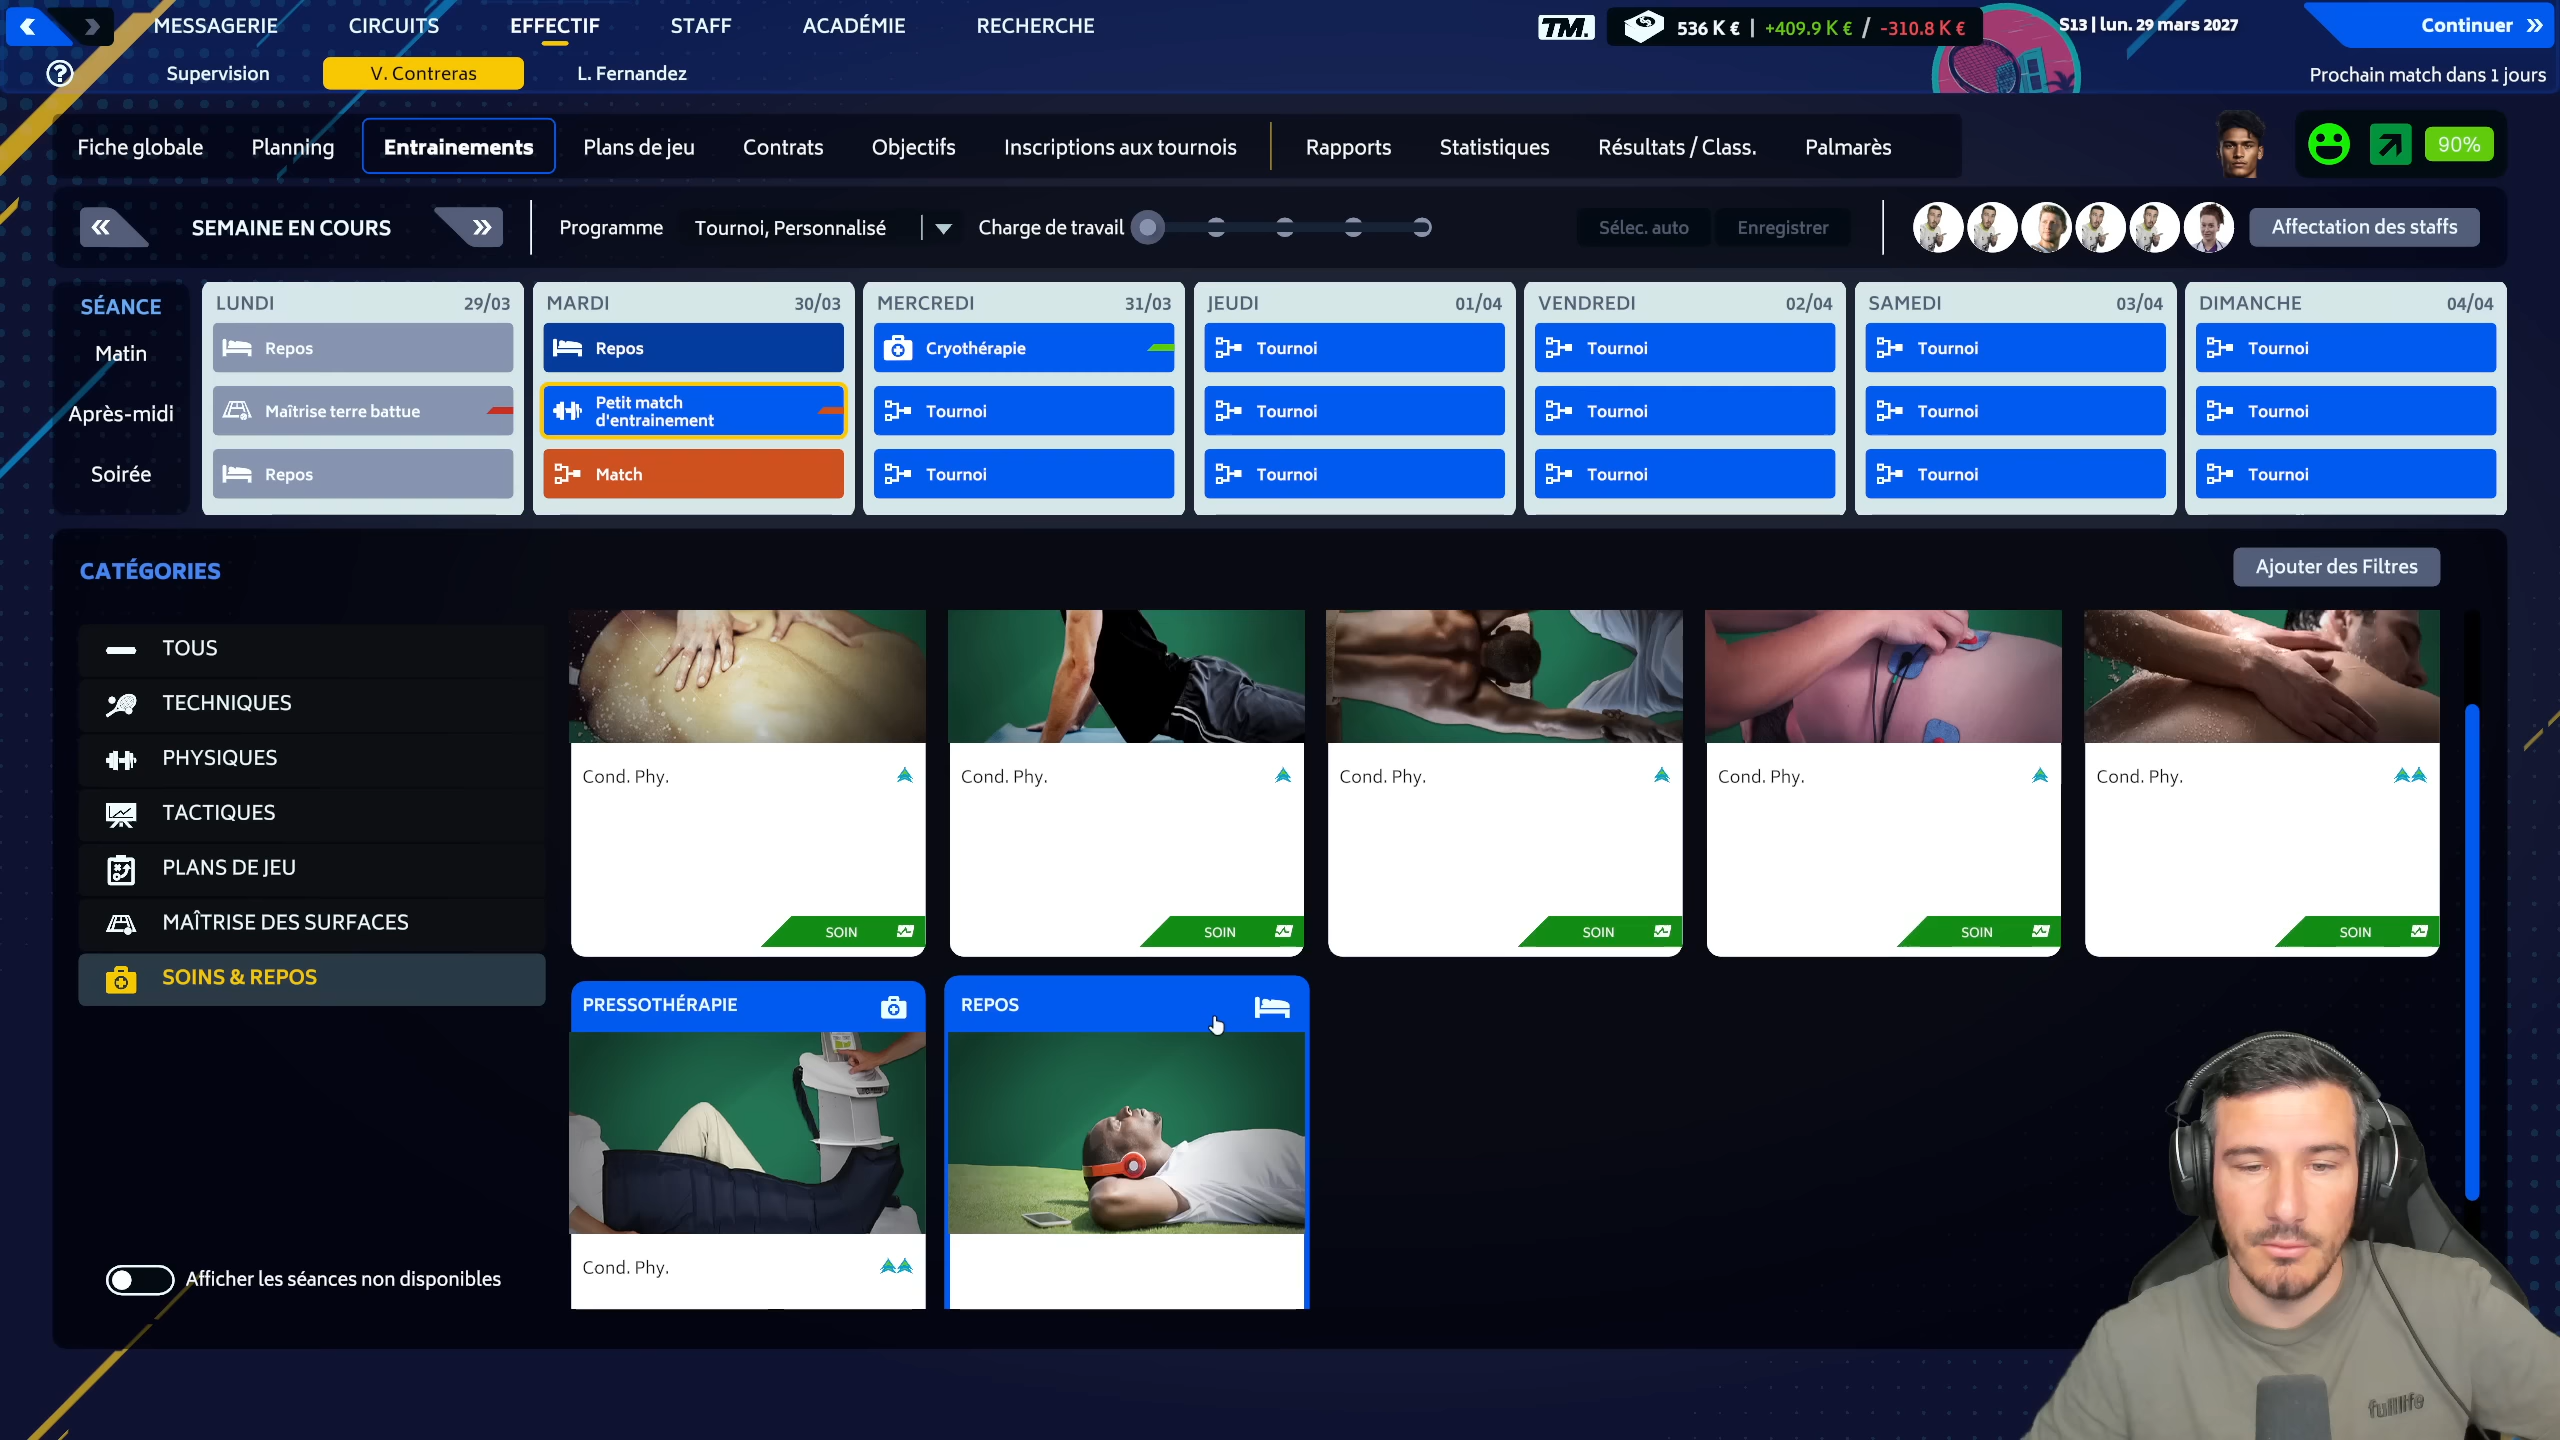 MESSAGERIE
CIRCUITS
EFFECTIF
STAFF
ACADÉMIE
RECHERCHE
TM.
536 K € | +409.9 K € / -310.8 K €
S13 | lun. 29 mars 2027
Continuer
Supervision
V. Contreras
L. Fernandez
Prochain match dans 1 jours
Fiche globale
Planning
Entrainements
Plans de jeu
Contrats
Objectifs
Inscriptions aux tournois
Rapports
Statistiques
Résultats / Class.
Palmarès
90%
SEMAINE EN COURS
Programme
Tournoi, Personnalisé
Charge de travail
Sélec. auto
Enregistrer
Affectation des staffs
SÉANCE
Matin
Après-midi
Soirée
LUNDI 29/03
Repos
Maîtrise terre battue
Repos
MARDI 30/03
Repos
Petit match
d'entrainement
Match
MERCREDI 31/03
Cryothérapie
Tournoi
Tournoi
JEUDI 01/04
Tournoi
Tournoi
Tournoi
VENDREDI 02/04
Tournoi
Tournoi
Tournoi
SAMEDI 03/04
Tournoi
Tournoi
Tournoi
DIMANCHE 04/04
Tournoi
Tournoi
Tournoi
CATÉGORIES
Ajouter des Filtres
TOUS
TECHNIQUES
PHYSIQUES
TACTIQUES
PLANS DE JEU
MAÎTRISE DES SURFACES
SOINS & REPOS
Afficher les séances non disponibles
Cond. Phy.
SOIN
Cond. Phy.
SOIN
Cond. Phy.
SOIN
Cond. Phy.
SOIN
Cond. Phy.
SOIN
PRESSOTHÉRAPIE
Cond. Phy.
REPOS
fulllife